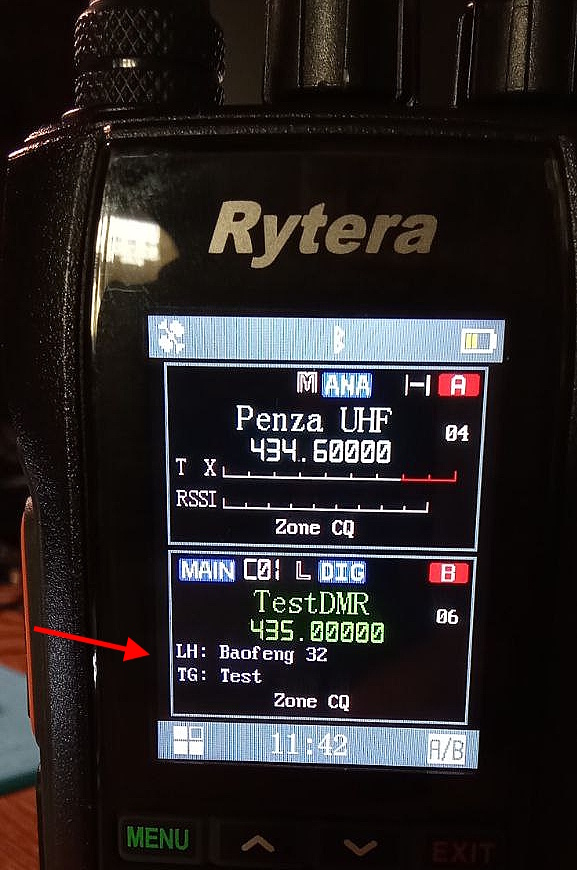 Rytera
M ANA H A
Penza UHF
434.60000
04
T X
RSSI
Zone CQ
MAIN C01 L DIG B
TestDMR
435.00000
06
LH: Baofeng 32
TG: Test
Zone CQ
11:42
A/B
MENU
EXIT